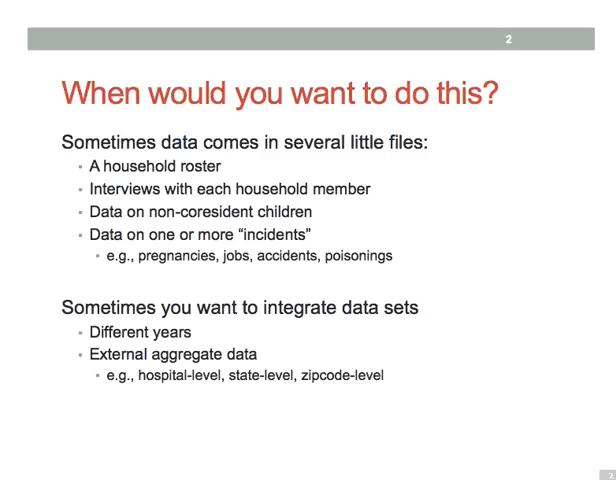 2
When would you want to do this?
Sometimes data comes in several little files:
• A household roster
• Interviews with each household member
• Data on non-coresident children
• Data on one or more “incidents”
• e.g., pregnancies, jobs, accidents, poisonings
Sometimes you want to integrate data sets
• Different years
• External aggregate data
• e.g., hospital-level, state-level, zipcode-level
2